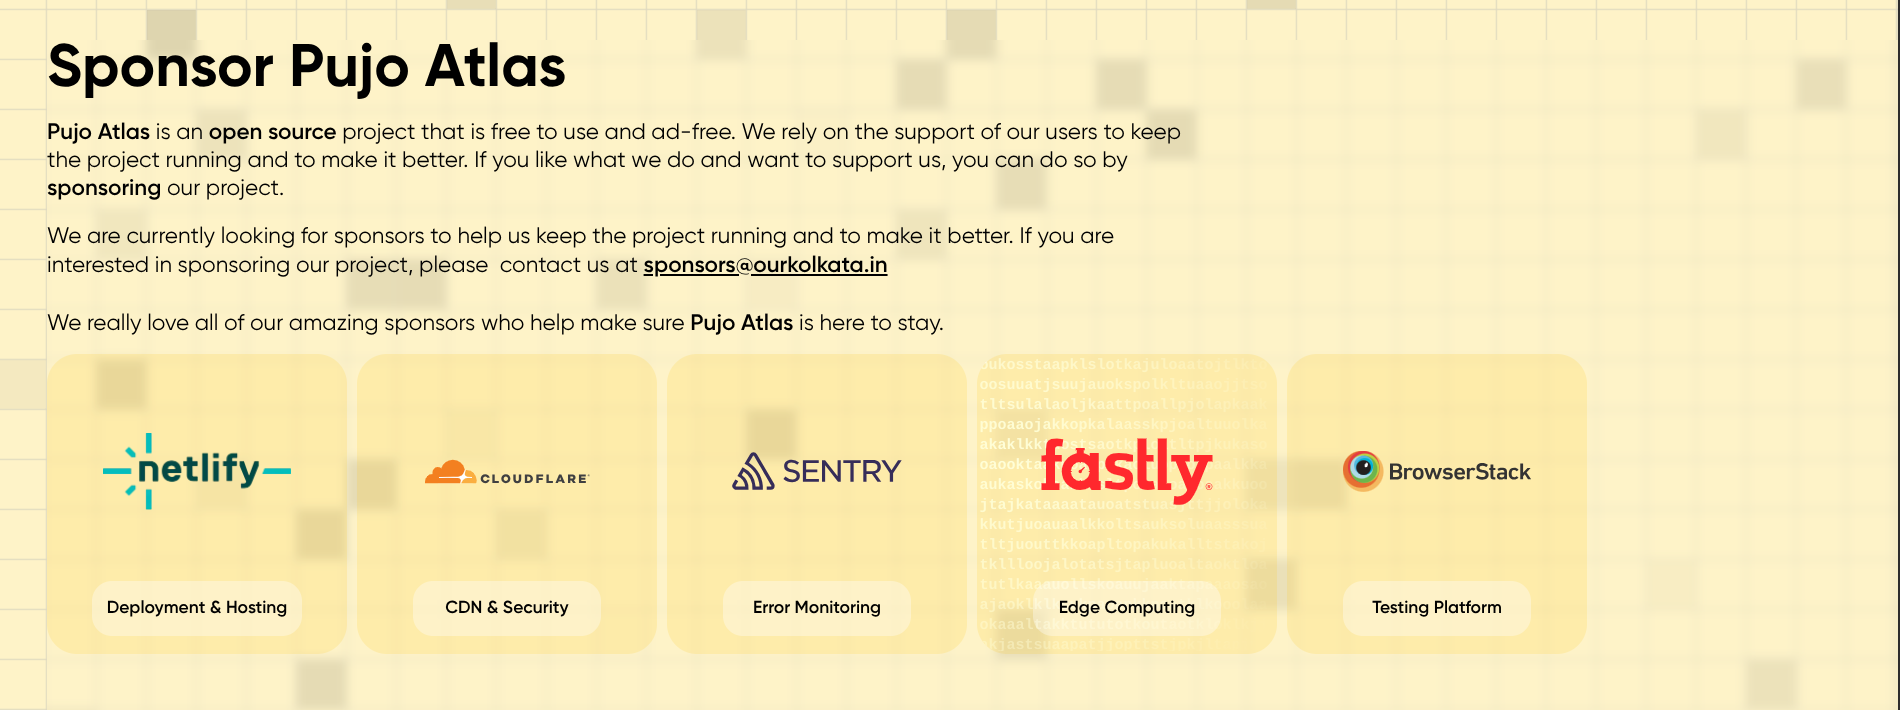 Sponsor Pujo Atlas
Pujo Atlas is an open source project that is free to use and ad-free. We rely on the support of our users to keep
the project running and to make it better. If you like what we do and want to support us, you can do so by
sponsoring our project.
We are currently looking for sponsors to help us keep the project running and to make it better. If you are
interested in sponsoring our project, please  contact us at sponsors@ourkolkata.in
We really love all of our amazing sponsors who help make sure Pujo Atlas is here to stay.
netlify
CLOUDFLARE
SENTRY
fastly®
BrowserStack
Deployment & Hosting
CDN & Security
Error Monitoring
Edge Computing
Testing Platform